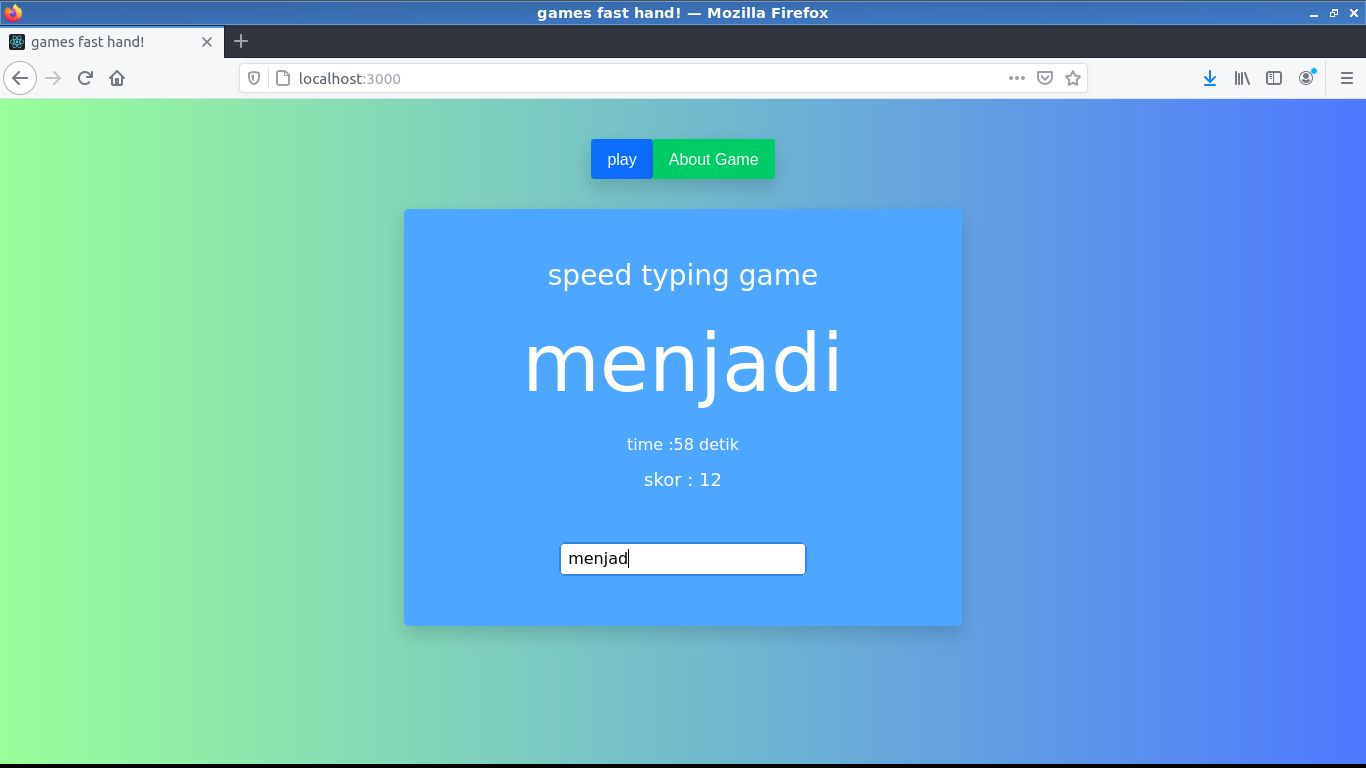 games fast hand! — Mozilla Firefox
games fast hand!
localhost:3000
play About Game
speed typing game
menjadi
time :58 detik
skor : 12
menjad